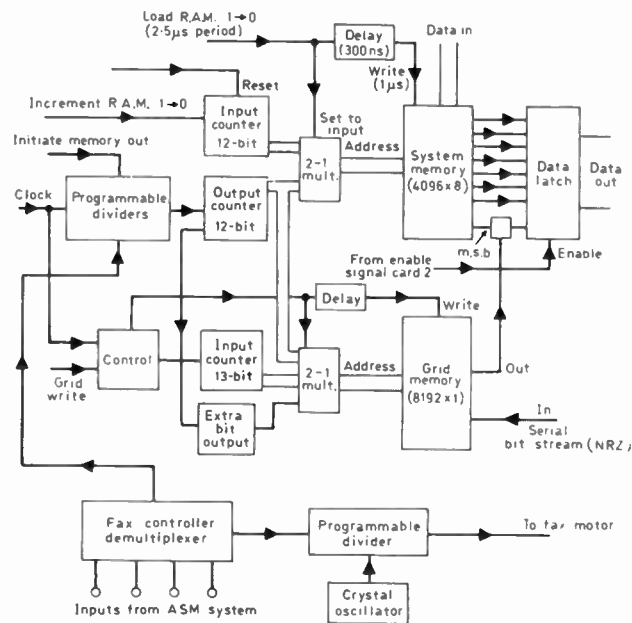 Load R.A.M. 1→0
(2·5µs period)
Delay
(300ns)
Data in
Write
(1µs)
Reset
Increment R A.M. 1→0
Input
counter
12-bit
Set to
input
2-1
mult.
Address
System
memory
(4096×8)
Data
latch
Data
out
Initiate memory out
Clock
Programmable
dividers
Output
counter
12-bit
m,s.b
From enable
signal card 2
Enable
Delay
Write
Control
Grid
write
Input
counter
13-bit
2-1
mult.
Address
Grid
memory
(8192×1)
Out
In
Serial
bit stream (NRZ)
Extra
bit
output
Fax controller
demultiplexer
Programmable
divider
To fax motor
Crystal
oscillator
Inputs from ASM system